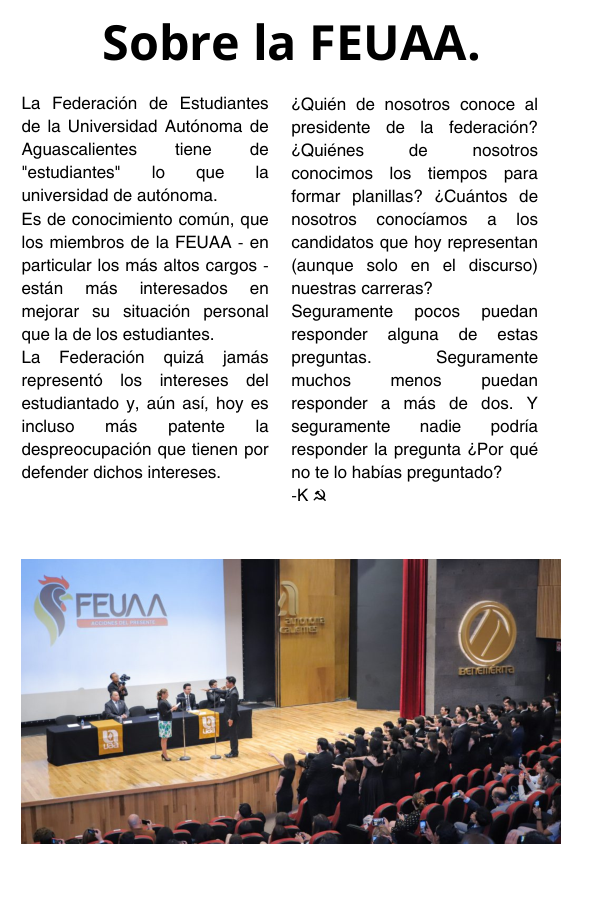 Sobre la FEUAA.
La Federación de Estudiantes
de la Universidad Autónoma de
Aguascalientes tiene de
"estudiantes" lo que la
universidad de autónoma.
Es de conocimiento común, que
los miembros de la FEUAA - en
particular los más altos cargos -
están más interesados en
mejorar su situación personal
que la de los estudiantes.
La Federación quizá jamás
representó los intereses del
estudiantado y, aún así, hoy es
incluso más patente la
despreocupación que tienen por
defender dichos intereses.
¿Quién de nosotros conoce al
presidente de la federación?
¿Quiénes de nosotros
conocimos los tiempos para
formar planillas? ¿Cuántos de
nosotros conocíamos a los
candidatos que hoy representan
(aunque solo en el discurso)
nuestras carreras?
Seguramente pocos puedan
responder alguna de estas
preguntas. Seguramente
muchos menos puedan
responder a más de dos. Y
seguramente nadie podría
responder la pregunta ¿Por qué
no te lo habías preguntado?
-K ☭
FEUAA
ACCIONES DEL PRESENTE
BENEMÉRITA
uaa
uaa